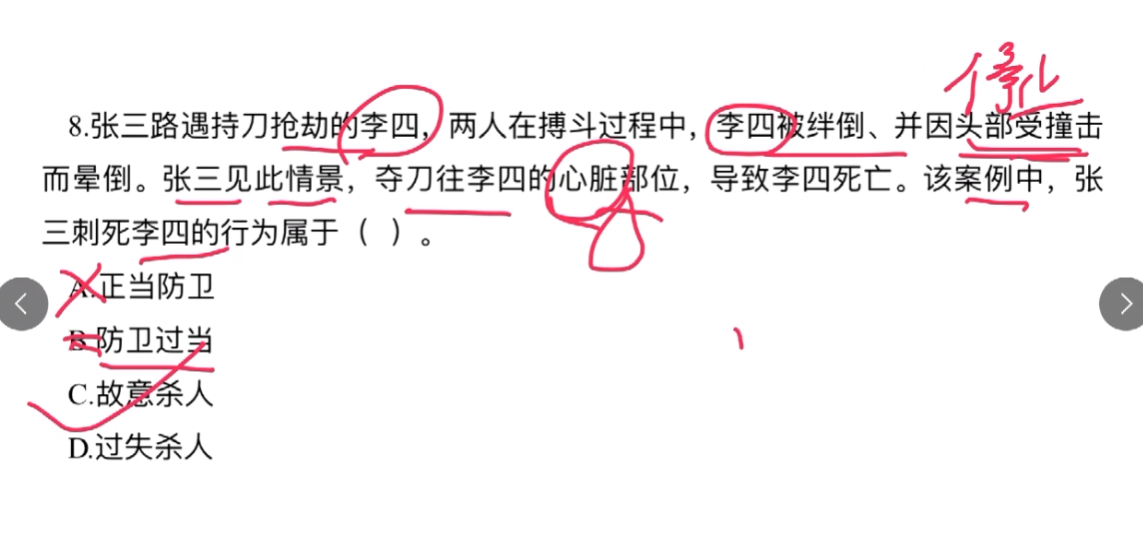 停止
8.张三路遇持刀抢劫的李四，两人在搏斗过程中，李四被绊倒、并因头部受撞击
而晕倒。张三见此情景，夺刀往李四的心脏部位，导致李四死亡。该案例中，张
三刺死李四的行为属于（ ）。
A.正当防卫
B.防卫过当
C.故意杀人
D.过失杀人